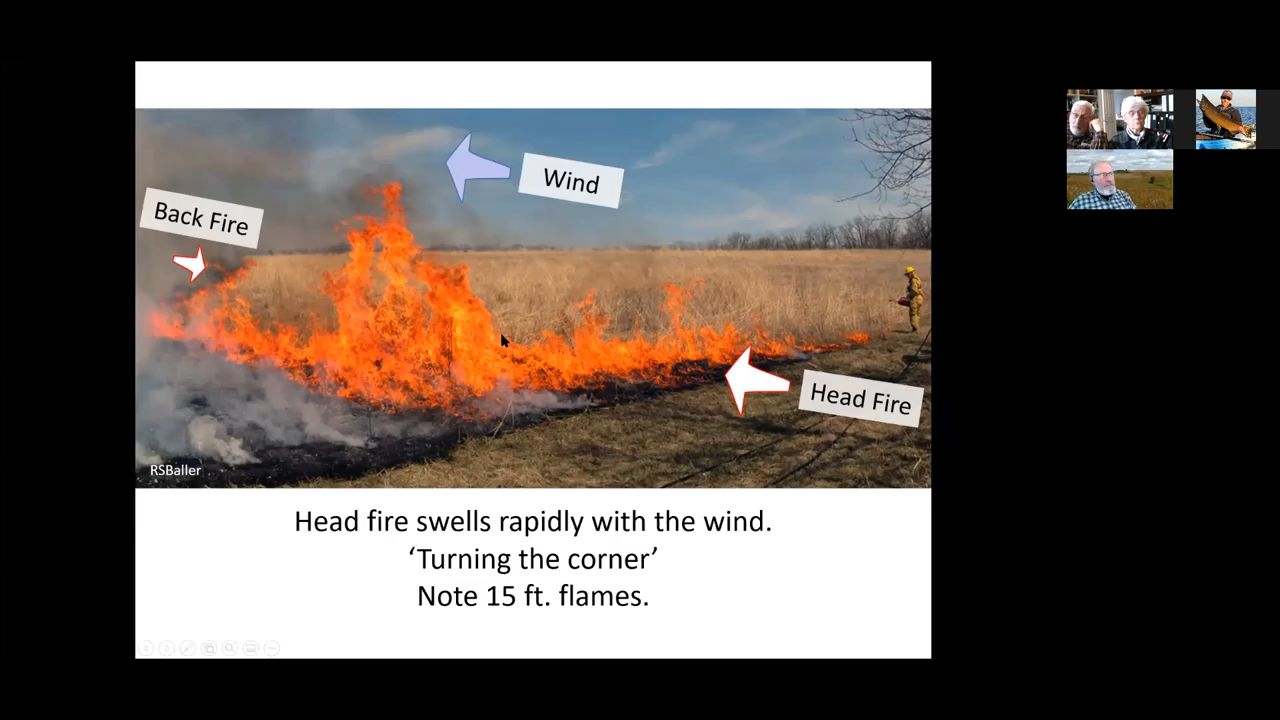 Wind
Back Fire
Head Fire
RSBaller
Head fire swells rapidly with the wind.
‘Turning the corner’
Note 15 ft. flames.